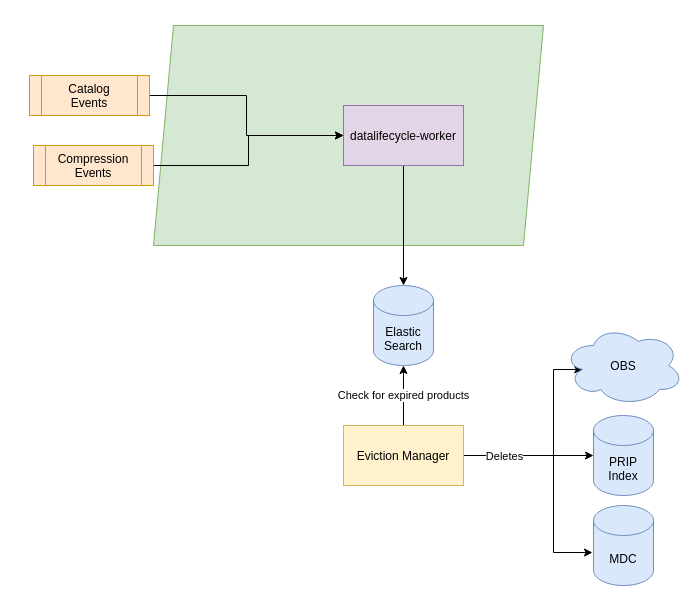 Catalog
Events
datalifecycle-worker
Compression
Events
Elastic
Search
OBS
Check for expired products
Eviction Manager
Deletes
PRIP
Index
MDC